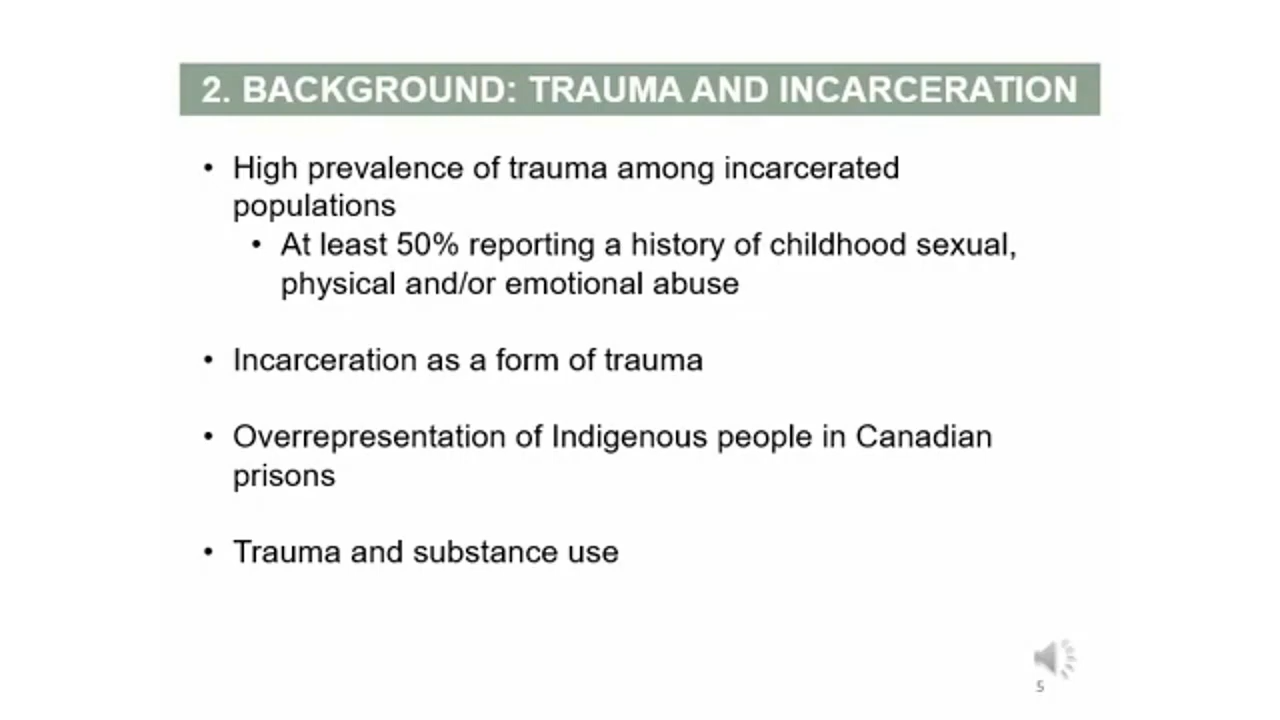 2. BACKGROUND: TRAUMA AND INCARCERATION
• High prevalence of trauma among incarcerated
populations
• At least 50% reporting a history of childhood sexual,
physical and/or emotional abuse
• Incarceration as a form of trauma
• Overrepresentation of Indigenous people in Canadian
prisons
• Trauma and substance use
5